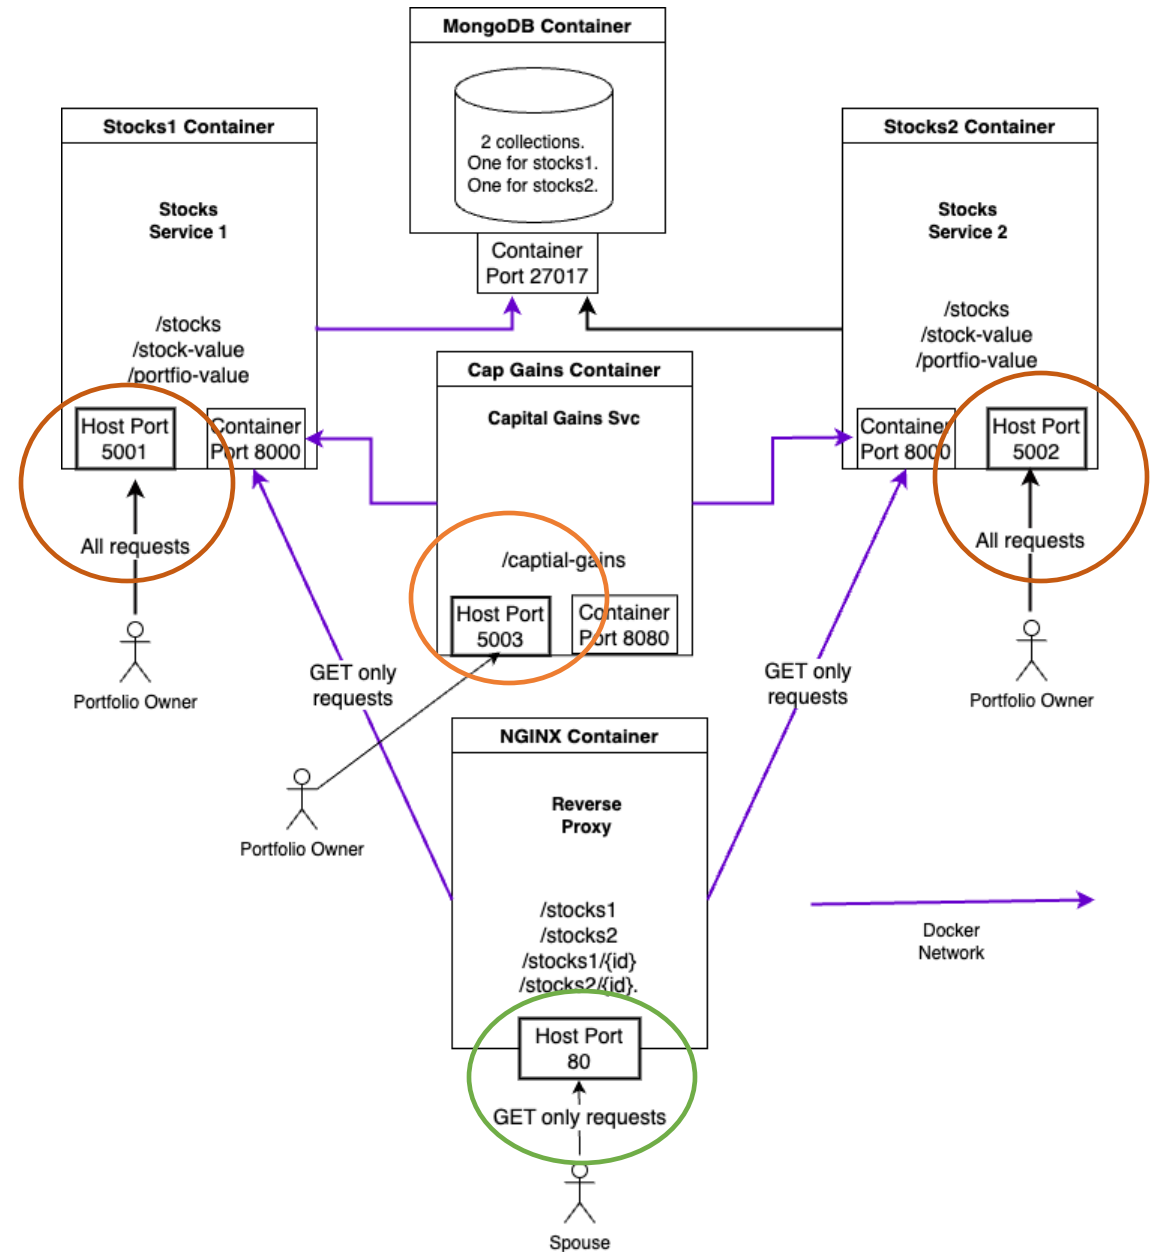 MongoDB Container
2 collections.
One for stocks1.
One for stocks2.
Container
Port 27017
Stocks1 Container
Stocks
Service 1
/stocks
/stock-value
/portfio-value
Host Port
5001
Container
Port 8000
All requests
Portfolio Owner
Stocks2 Container
Stocks
Service 2
/stocks
/stock-value
/portfio-value
Container
Port 8000
Host Port
5002
All requests
Portfolio Owner
Cap Gains Container
Capital Gains Svc
/captial-gains
Host Port
5003
Container
Port 8080
GET only
requests
GET only
requests
Portfolio Owner
NGINX Container
Reverse
Proxy
/stocks1
/stocks2
/stocks1/{id}
/stocks2/{id}.
Host Port
80
GET only requests
Spouse
Docker
Network